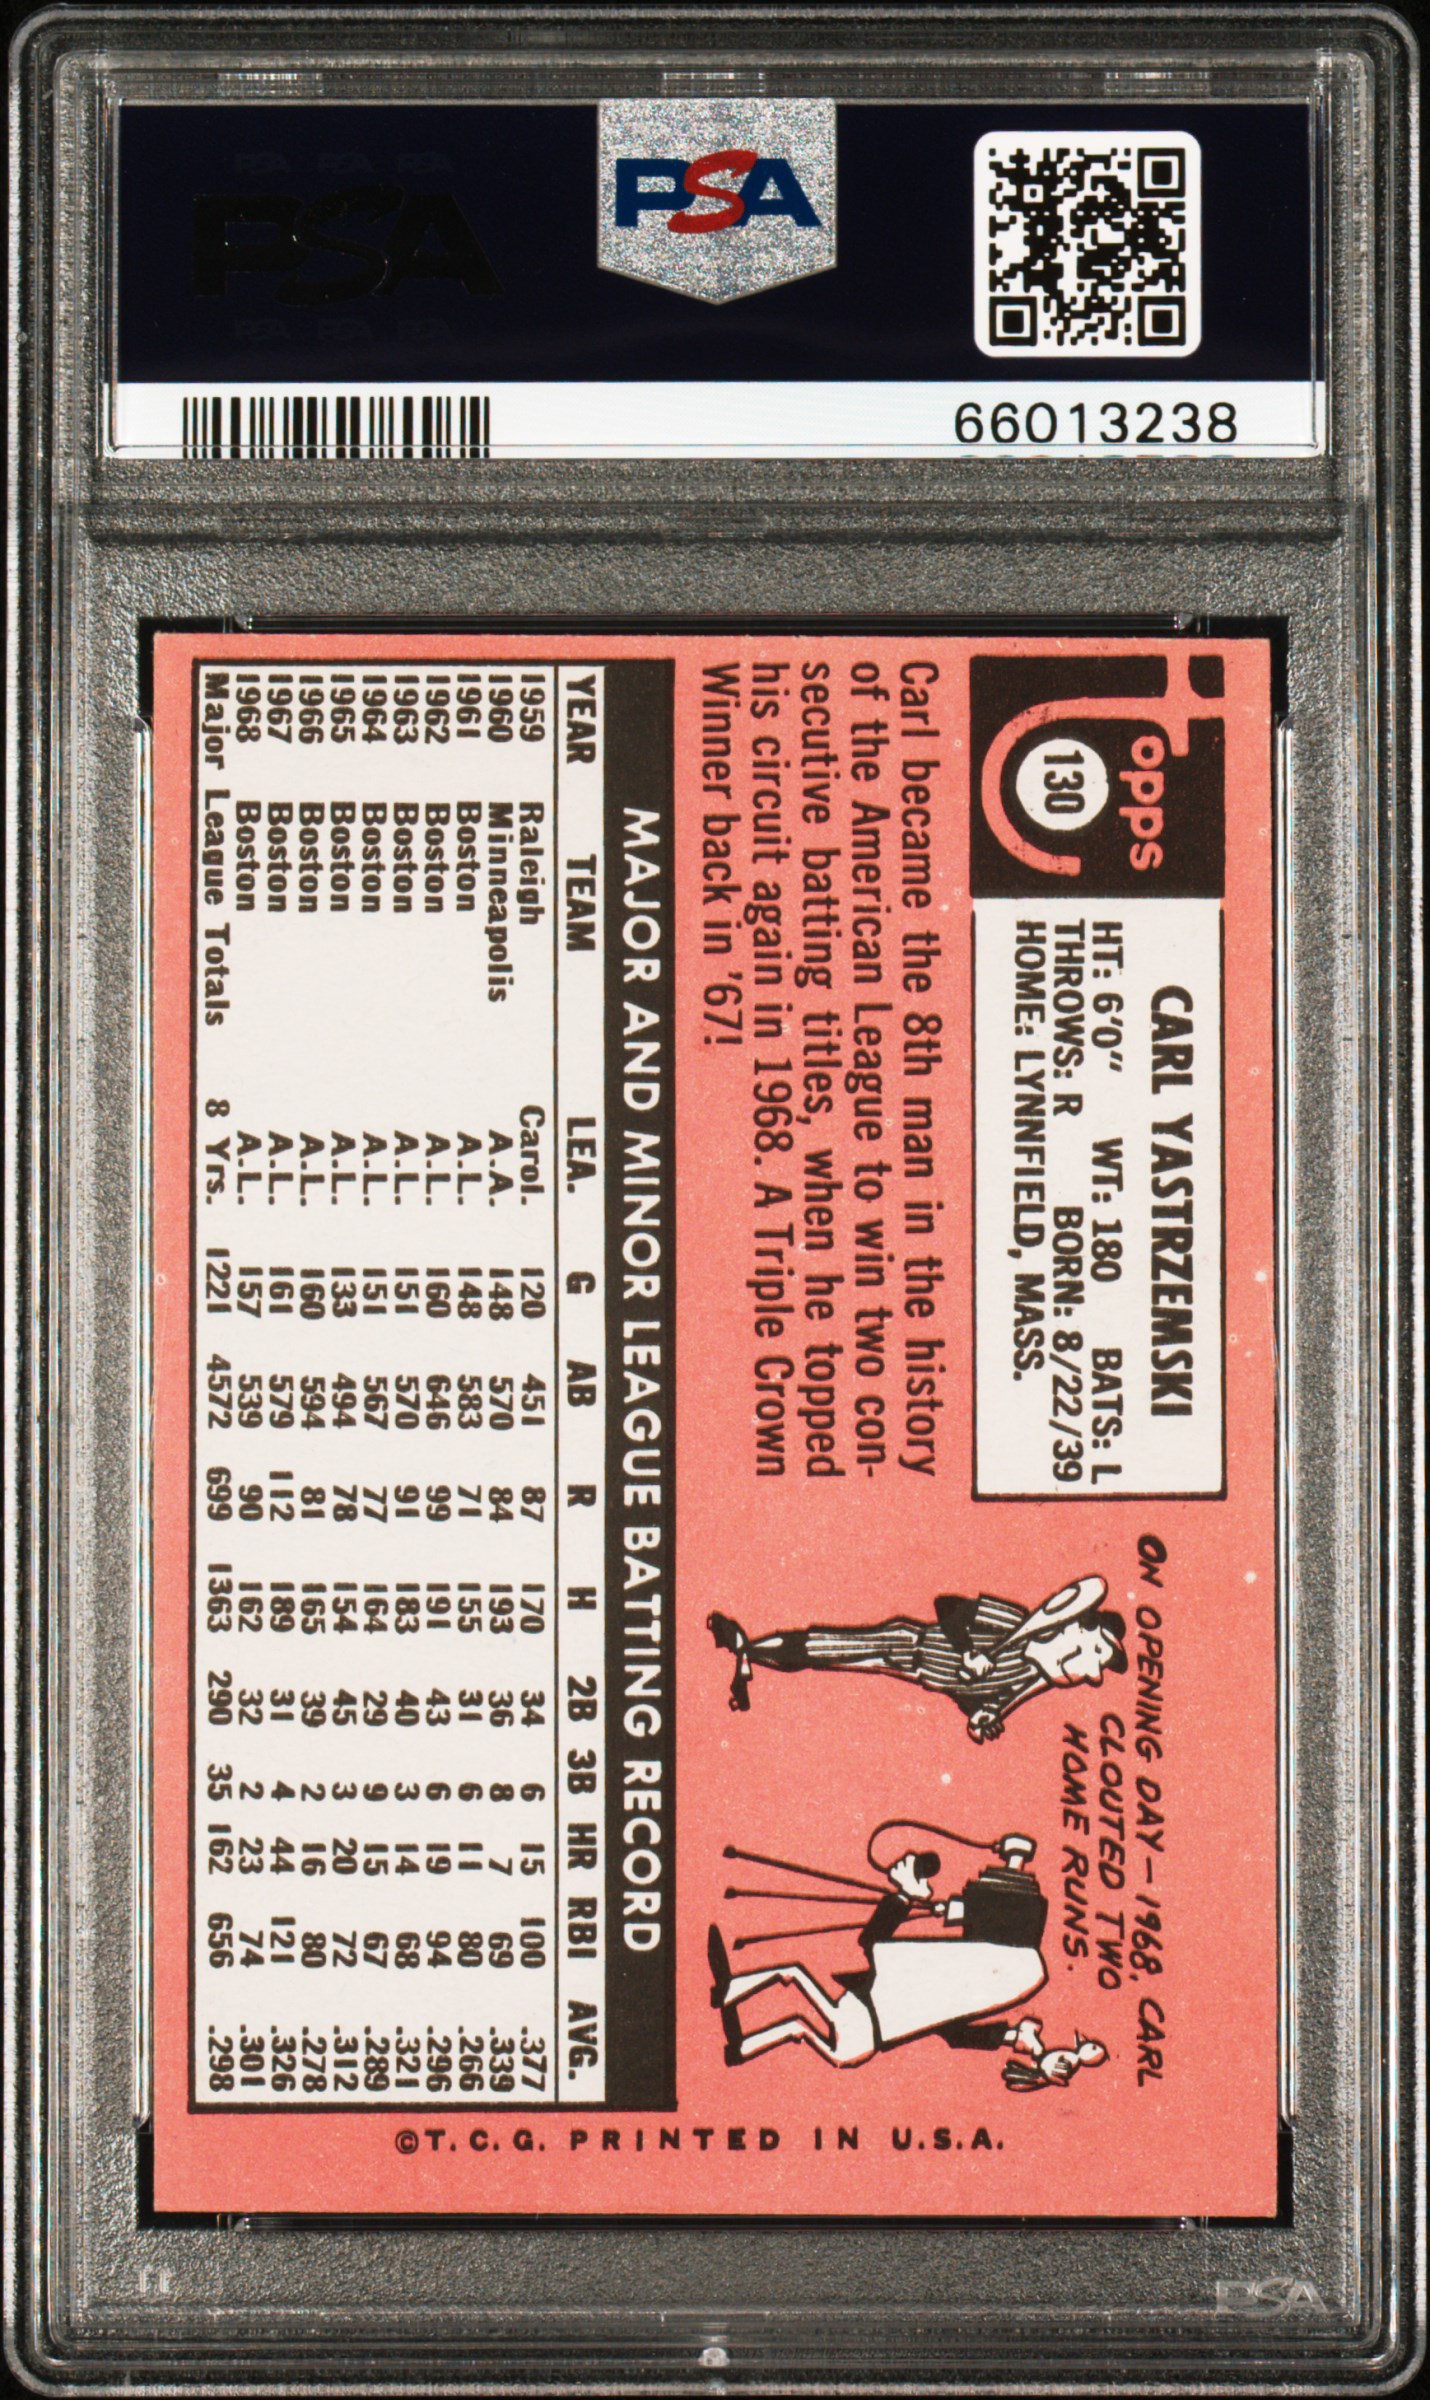 PSA
PSA
66013238
Topps
130
CARL YASTRZEMSKI
HT: 6'0" WT: 180 BATS: L
THROWS: R BORN: 8/22/39
HOME: LYNNFIELD, MASS.
Carl became the 8th man in the history
of the American League to win two con-
secutive batting titles, when he topped
his circuit again in 1968. A Triple Crown
Winner back in '67!
ON OPENING DAY-1968, CARL
CLOUTED TWO
HOME RUNS.
MAJOR AND MINOR LEAGUE BATTING RECORD
YEAR TEAM LEA. G AB R H 2B 3B HR RBI AVG.
1959 Raleigh Carol. 120 451 87 170 34 6 15 100 .377
1960 Minneapolis A.A. 148 570 84 193 36 8 7 69 .339
1961 Boston A.L. 148 583 71 155 31 6 11 80 .266
1962 Boston A.L. 160 646 99 191 43 6 19 94 .296
1963 Boston A.L. 151 570 91 183 40 3 14 68 .321
1964 Boston A.L. 151 567 77 164 29 9 15 67 .289
1965 Boston A.L. 133 494 78 154 45 3 20 72 .312
1966 Boston A.L. 160 594 81 165 39 2 16 80 .278
1967 Boston A.L. 161 579 112 189 31 4 44 121 .326
1968 Boston A.L. 157 539 90 162 32 2 23 74 .301
Major League Totals 8 Yrs. 1221 4572 699 1363 290 35 162 656 .298
©T.C.G. PRINTED IN U.S.A.
PSA